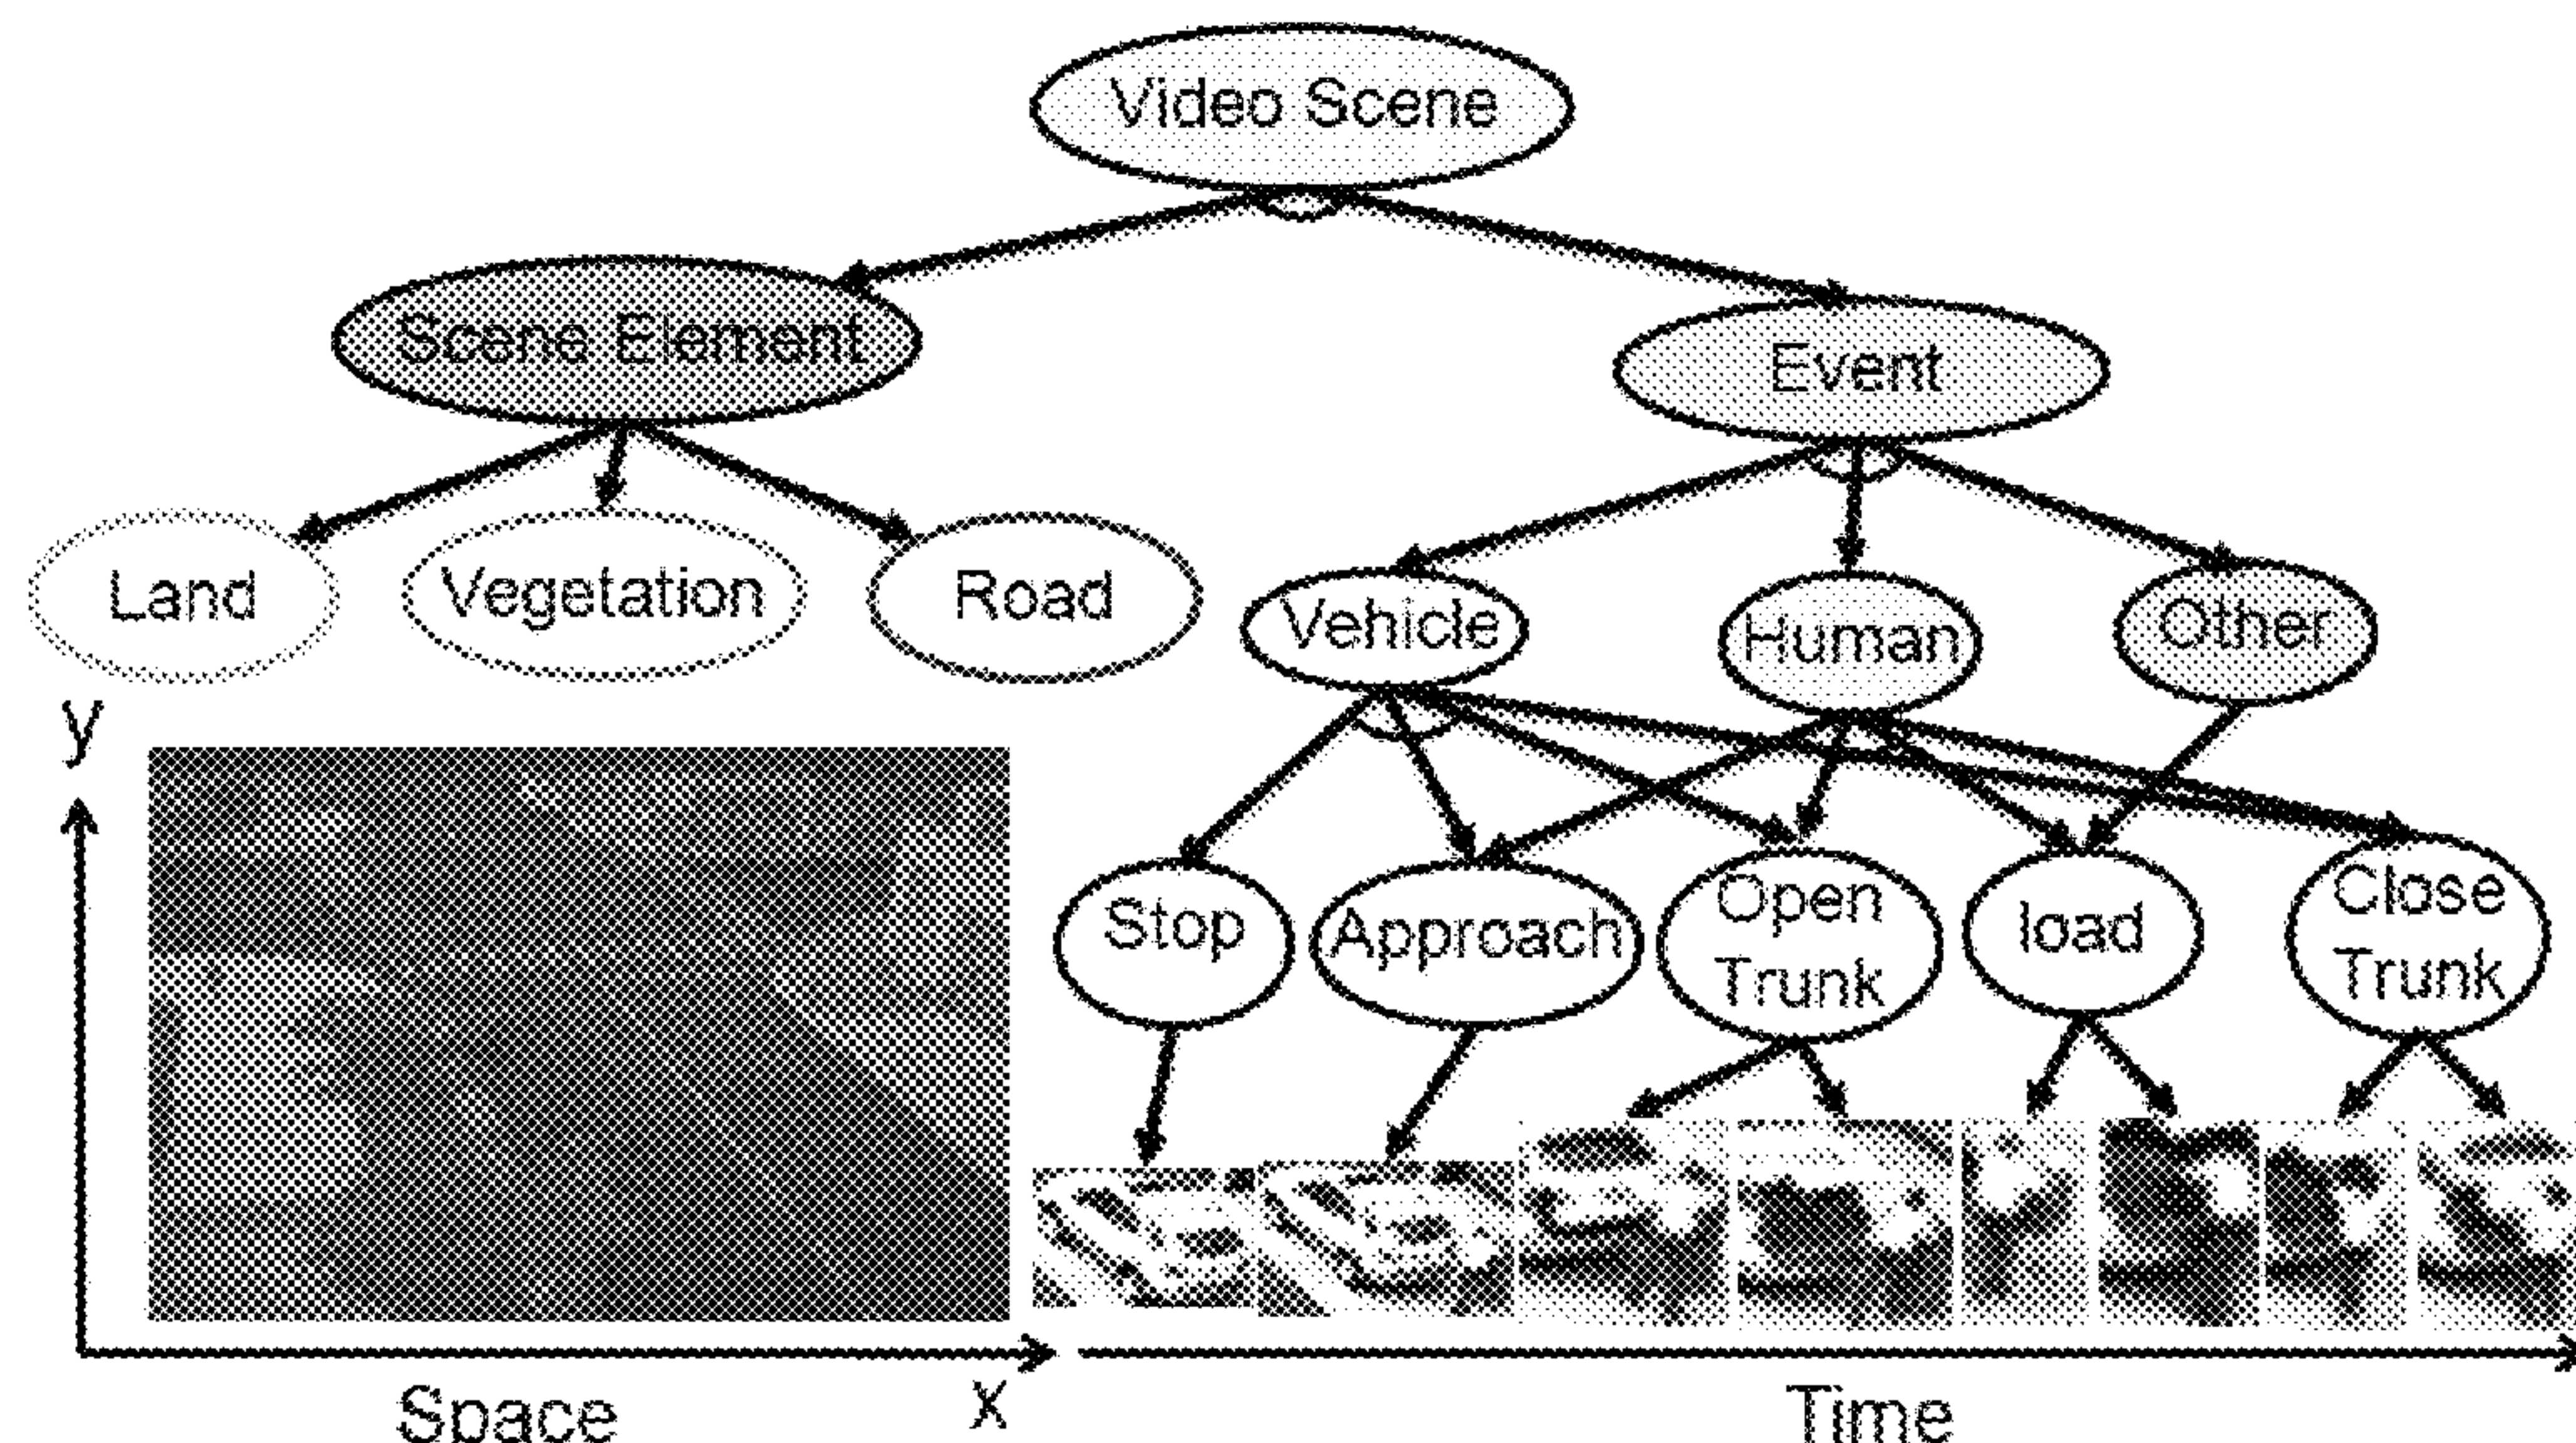 Video Scene
Scene Element
Event
Land
Vegetation
Road
Vehicle
Human
Other
y
Stop
Approach
Open
Trunk
load
Close
Trunk
Space
x
Time